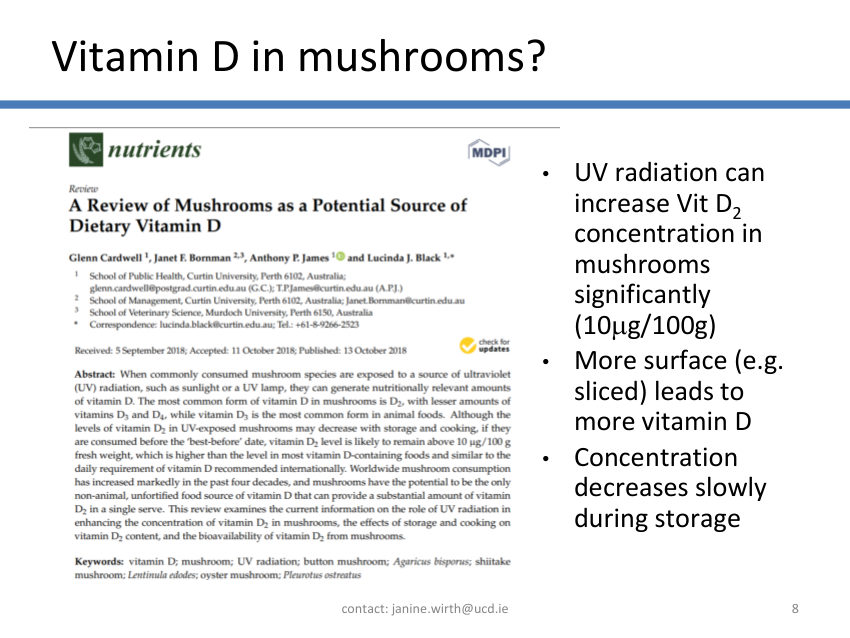 Vitamin D in mushrooms?
nutrients
MDPI
Review
A Review of Mushrooms as a Potential Source of
Dietary Vitamin D
Glenn Cardwell 1, Janet F. Bornman 2,3, Anthony P. James 1 iD and Lucinda J. Black 1,*
1 School of Public Health, Curtin University, Perth 6102, Australia;
glenn.cardwell@postgrad.curtin.edu.au (G.C.); T.P.James@curtin.edu.au (A.P.J.)
2 School of Management, Curtin University, Perth 6102, Australia; Janet.Bornman@curtin.edu.au
3 School of Veterinary Science, Murdoch University, Perth 6150, Australia
* Correspondence: lucinda.black@curtin.edu.au; Tel.: +61-8-9266-2523
Received: 5 September 2018; Accepted: 11 October 2018; Published: 13 October 2018
check for
updates
Abstract: When commonly consumed mushroom species are exposed to a source of ultraviolet
(UV) radiation, such as sunlight or a UV lamp, they can generate nutritionally relevant amounts
of vitamin D. The most common form of vitamin D in mushrooms is D2, with lesser amounts of
vitamins D3 and D4, while vitamin D3 is the most common form in animal foods. Although the
levels of vitamin D2 in UV-exposed mushrooms may decrease with storage and cooking, if they
are consumed before the 'best-before' date, vitamin D2 level is likely to remain above 10 μg/100 g
fresh weight, which is higher than the level in most vitamin D-containing foods and similar to the
daily requirement of vitamin D recommended internationally. Worldwide mushroom consumption
has increased markedly in the past four decades, and mushrooms have the potential to be the only
non-animal, unfortified food source of vitamin D that can provide a substantial amount of vitamin
D2 in a single serve. This review examines the current information on the role of UV radiation in
enhancing the concentration of vitamin D2 in mushrooms, the effects of storage and cooking on
vitamin D2 content, and the bioavailability of vitamin D2 from mushrooms.
Keywords: vitamin D; mushroom; UV radiation; button mushroom; Agaricus bisporus; shiitake
mushroom; Lentinula edodes; oyster mushroom; Pleurotus ostreatus
• UV radiation can
increase Vit D2
concentration in
mushrooms
significantly
(10μg/100g)
• More surface (e.g.
sliced) leads to
more vitamin D
• Concentration
decreases slowly
during storage
contact: janine.wirth@ucd.ie
8